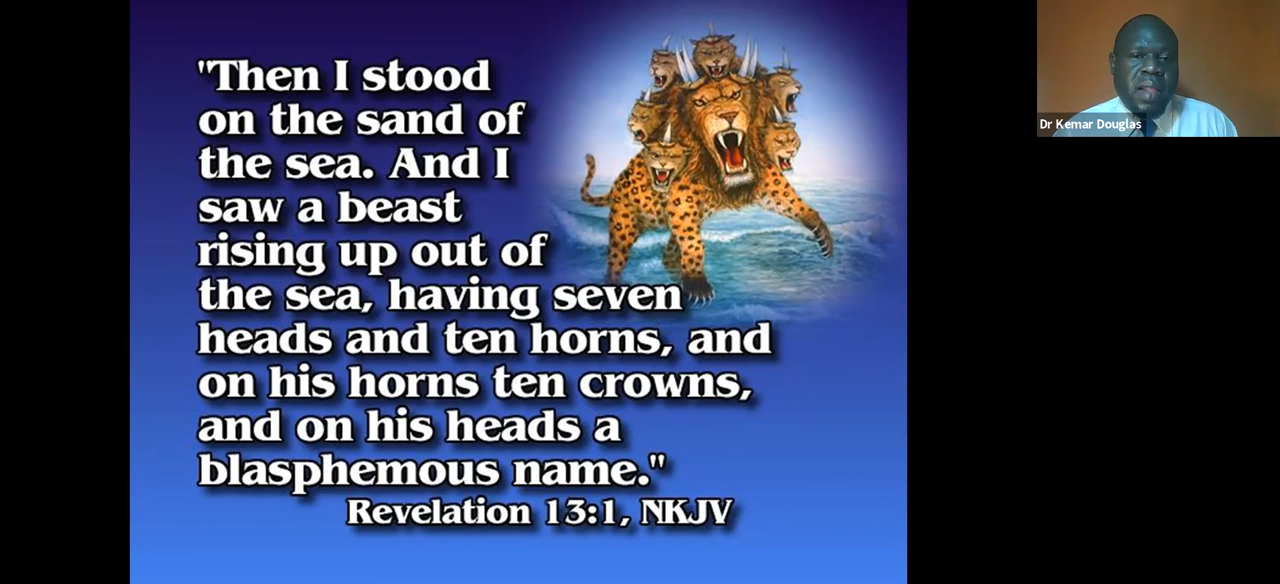 "Then I stood
on the sand of
the sea. And I
saw a beast
rising up out of
the sea, having seven
heads and ten horns, and
on his horns ten crowns,
and on his heads a
blasphemous name."
Revelation 13:1, NKJV
Dr Kemar Douglas